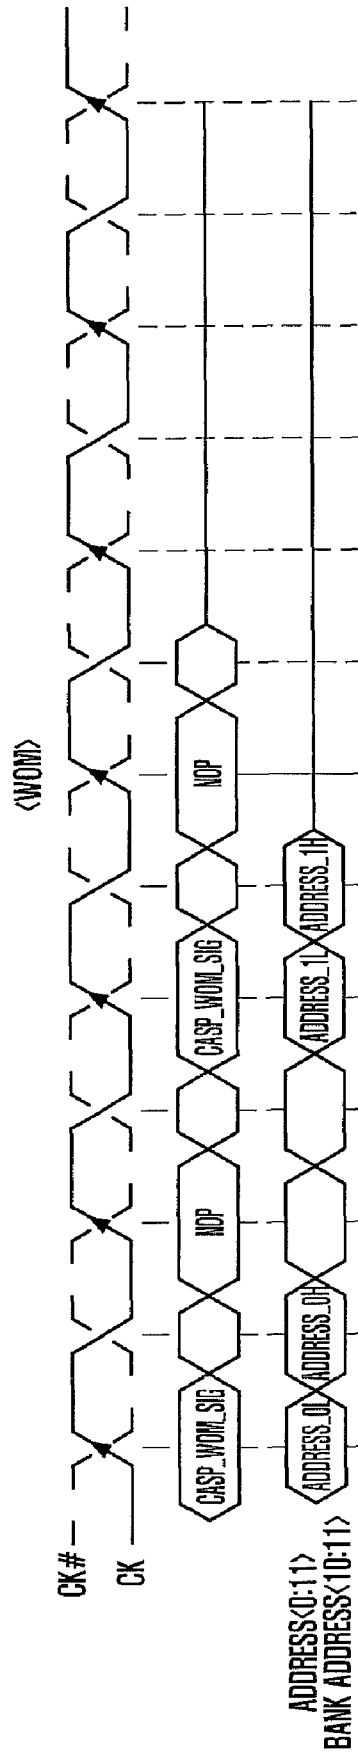 <WOM>
CK#
CK
CASP_WOM_SIG NOP CASP_WOM_SIG NOP
ADDRESS<0:11>
BANK ADDRESS<10:11>
ADDRESS_0L ADDRESS_0H ADDRESS_1L ADDRESS_1H